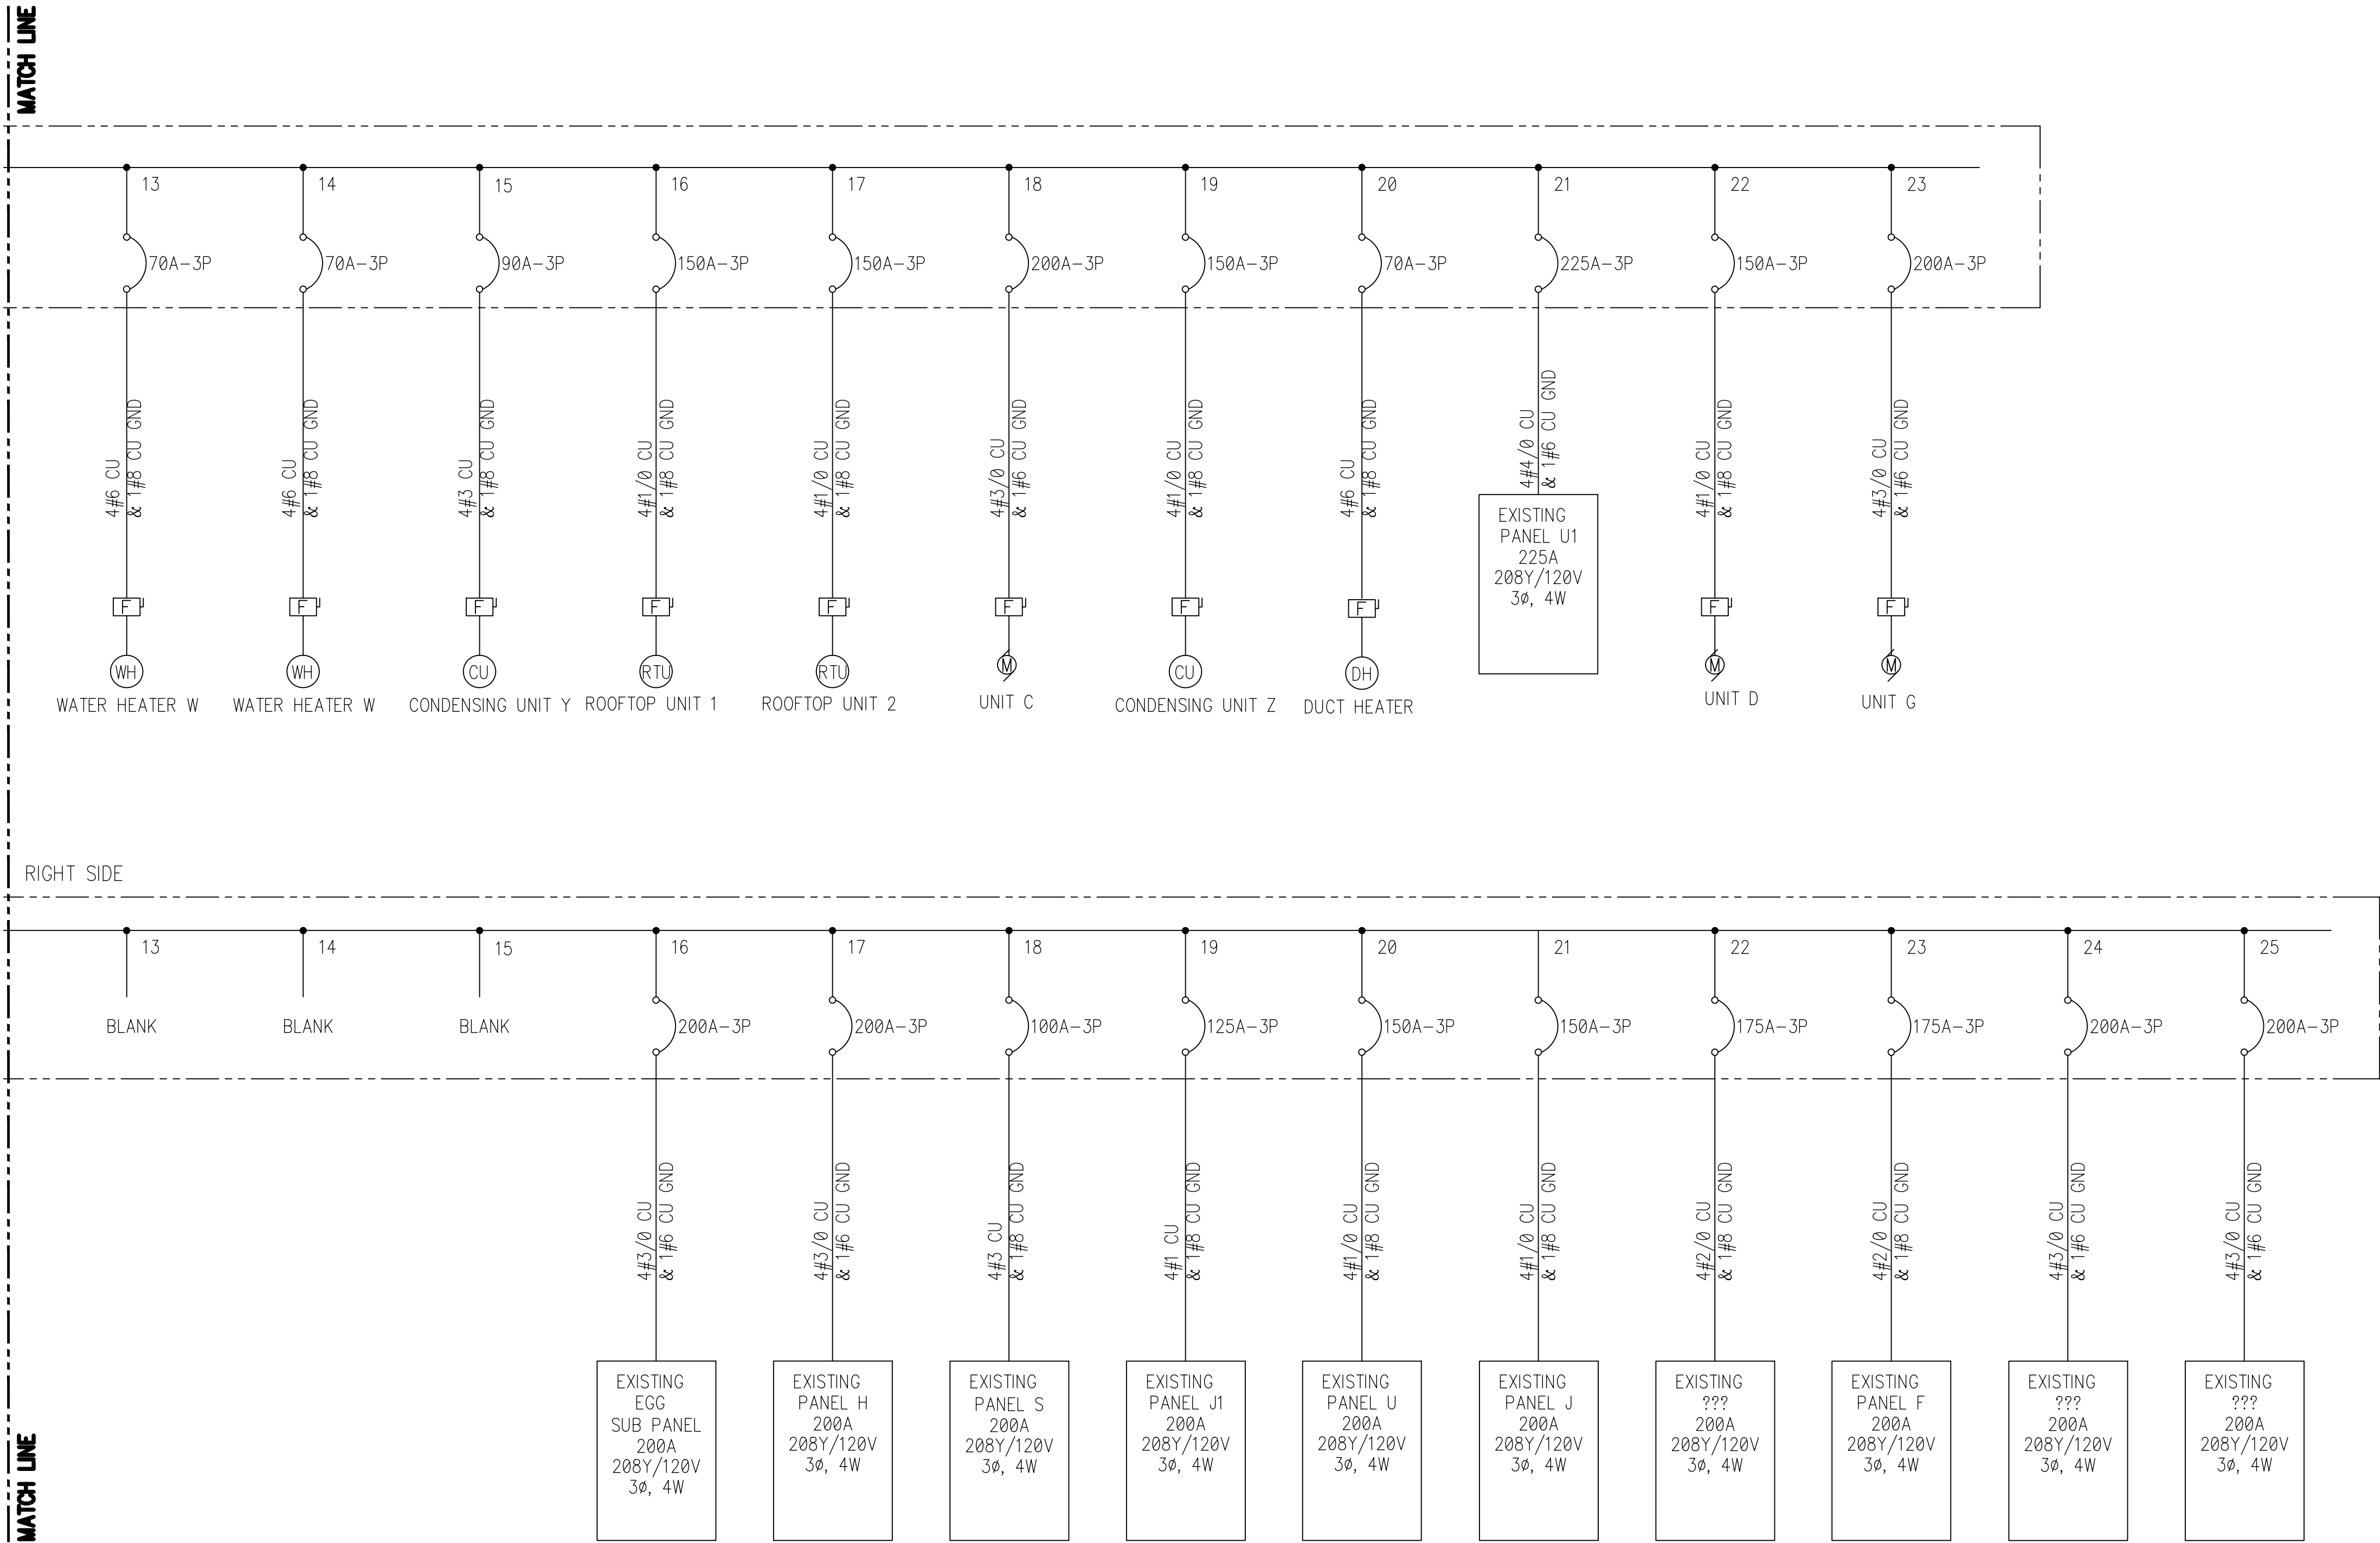 MATCH LINE
13 14 15 16 17 18 19 20 21 22 23
70A-3P 70A-3P 90A-3P 150A-3P 150A-3P 200A-3P 150A-3P 70A-3P 225A-3P 150A-3P 200A-3P
4#6 CU
& 1#8 CU GND
4#6 CU
& 1#8 CU GND
4#3 CU
& 1#8 CU GND
4#1/0 CU
& 1#8 CU GND
4#1/0 CU
& 1#8 CU GND
4#3/0 CU
& 1#6 CU GND
4#1/0 CU
& 1#8 CU GND
4#6 CU
& 1#8 CU GND
4#4/0 CU
& 1#6 CU GND
4#1/0 CU
& 1#8 CU GND
4#3/0 CU
& 1#6 CU GND
EXISTING
PANEL U1
225A
208Y/120V
3ø, 4W
F F F F F F F F F F
WH WH CU RTU RTU M CU DH M M
WATER HEATER W
WATER HEATER W
CONDENSING UNIT Y
ROOFTOP UNIT 1
ROOFTOP UNIT 2
UNIT C
CONDENSING UNIT Z
DUCT HEATER
UNIT D
UNIT G
RIGHT SIDE
13 14 15 16 17 18 19 20 21 22 23 24 25
BLANK BLANK BLANK 200A-3P 200A-3P 100A-3P 125A-3P 150A-3P 150A-3P 175A-3P 175A-3P 200A-3P 200A-3P
4#3/0 CU
& 1#6 CU GND
4#3/0 CU
& 1#6 CU GND
4#3 CU
& 1#8 CU GND
4#1 CU
& 1#8 CU GND
4#1/0 CU
& 1#8 CU GND
4#1/0 CU
& 1#8 CU GND
4#2/0 CU
& 1#8 CU GND
4#2/0 CU
& 1#8 CU GND
4#3/0 CU
& 1#6 CU GND
4#3/0 CU
& 1#6 CU GND
EXISTING
EGG
SUB PANEL
200A
208Y/120V
3ø, 4W
EXISTING
PANEL H
200A
208Y/120V
3ø, 4W
EXISTING
PANEL S
200A
208Y/120V
3ø, 4W
EXISTING
PANEL J1
200A
208Y/120V
3ø, 4W
EXISTING
PANEL U
200A
208Y/120V
3ø, 4W
EXISTING
PANEL J
200A
208Y/120V
3ø, 4W
EXISTING
???
200A
208Y/120V
3ø, 4W
EXISTING
PANEL F
200A
208Y/120V
3ø, 4W
EXISTING
???
200A
208Y/120V
3ø, 4W
EXISTING
???
200A
208Y/120V
3ø, 4W
MATCH LINE